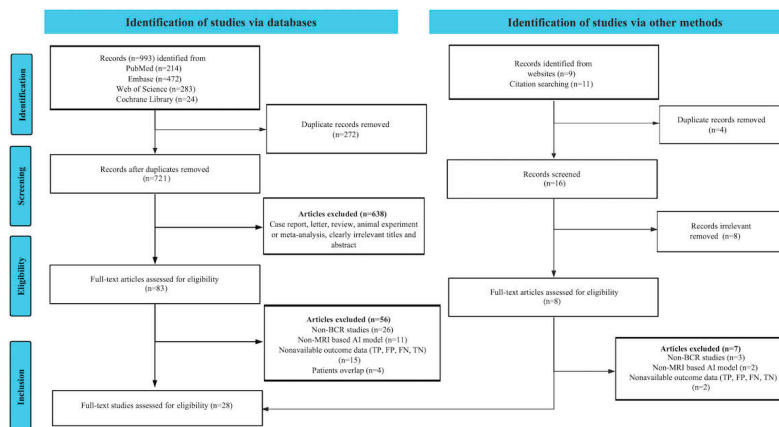 Identification of studies via databases
Identification of studies via other methods
Identification
Screening
Eligibility
Inclusion
Records (n=993) identified from
PubMed (n=214)
Embase (n=472)
Web of Science (n=283)
Cochrane Library (n=24)
Duplicate records removed
(n=272)
Records after duplicates removed
(n=721)
Articles excluded (n=638)
Case report, letter, review, animal experiment
or meta-analysis, clearly irrelevant titles and
abstract
Full-text articles assessed for eligibility
(n=83)
Articles excluded (n=56)
Non-BCR studies (n=26)
Non-MRI based AI model (n=11)
Nonavailable outcome data (TP, FP, FN, TN)
(n=15)
Patients overlap (n=4)
Full-text studies assessed for eligibility (n=28)
Records identified from
websites (n=9)
Citation searching (n=11)
Duplicate records removed
(n=4)
Records screened
(n=16)
Records irrelevant
removed (n=8)
Full-text articles assessed for eligibility
(n=8)
Articles excluded (n=7)
Non-BCR studies (n=3)
Non-MRI based AI model (n=2)
Nonavailable outcome data (TP, FP, FN, TN)
(n=2)